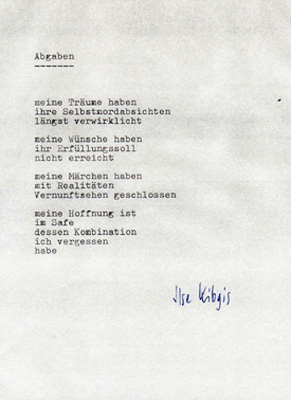 Abgaben
-------
meine Träume haben
ihre Selbstmordabsichten
längst verwirklicht
meine Wünsche haben
ihr Erfüllungssoll
nicht erreicht
meine Märchen haben
mit Realitäten
Vernunftsehen geschlossen
meine Hoffnung ist
im Safe
dessen Kombination
ich vergessen
habe
Ilse Kibgis